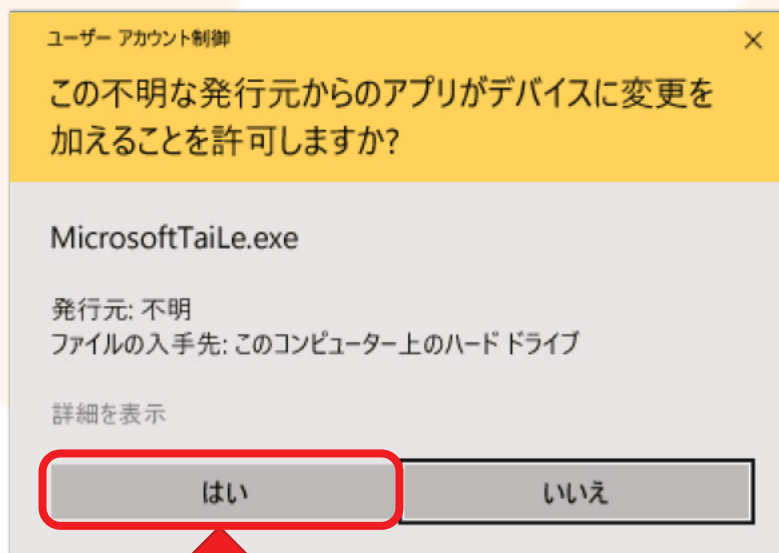 ユーザー アカウント制御
この不明な発行元からのアプリがデバイスに変更を
加えることを許可しますか?
MicrosoftTaiLe.exe
発行元: 不明
ファイルの入手先: このコンピューター上のハード ドライブ
詳細を表示
はい
いいえ